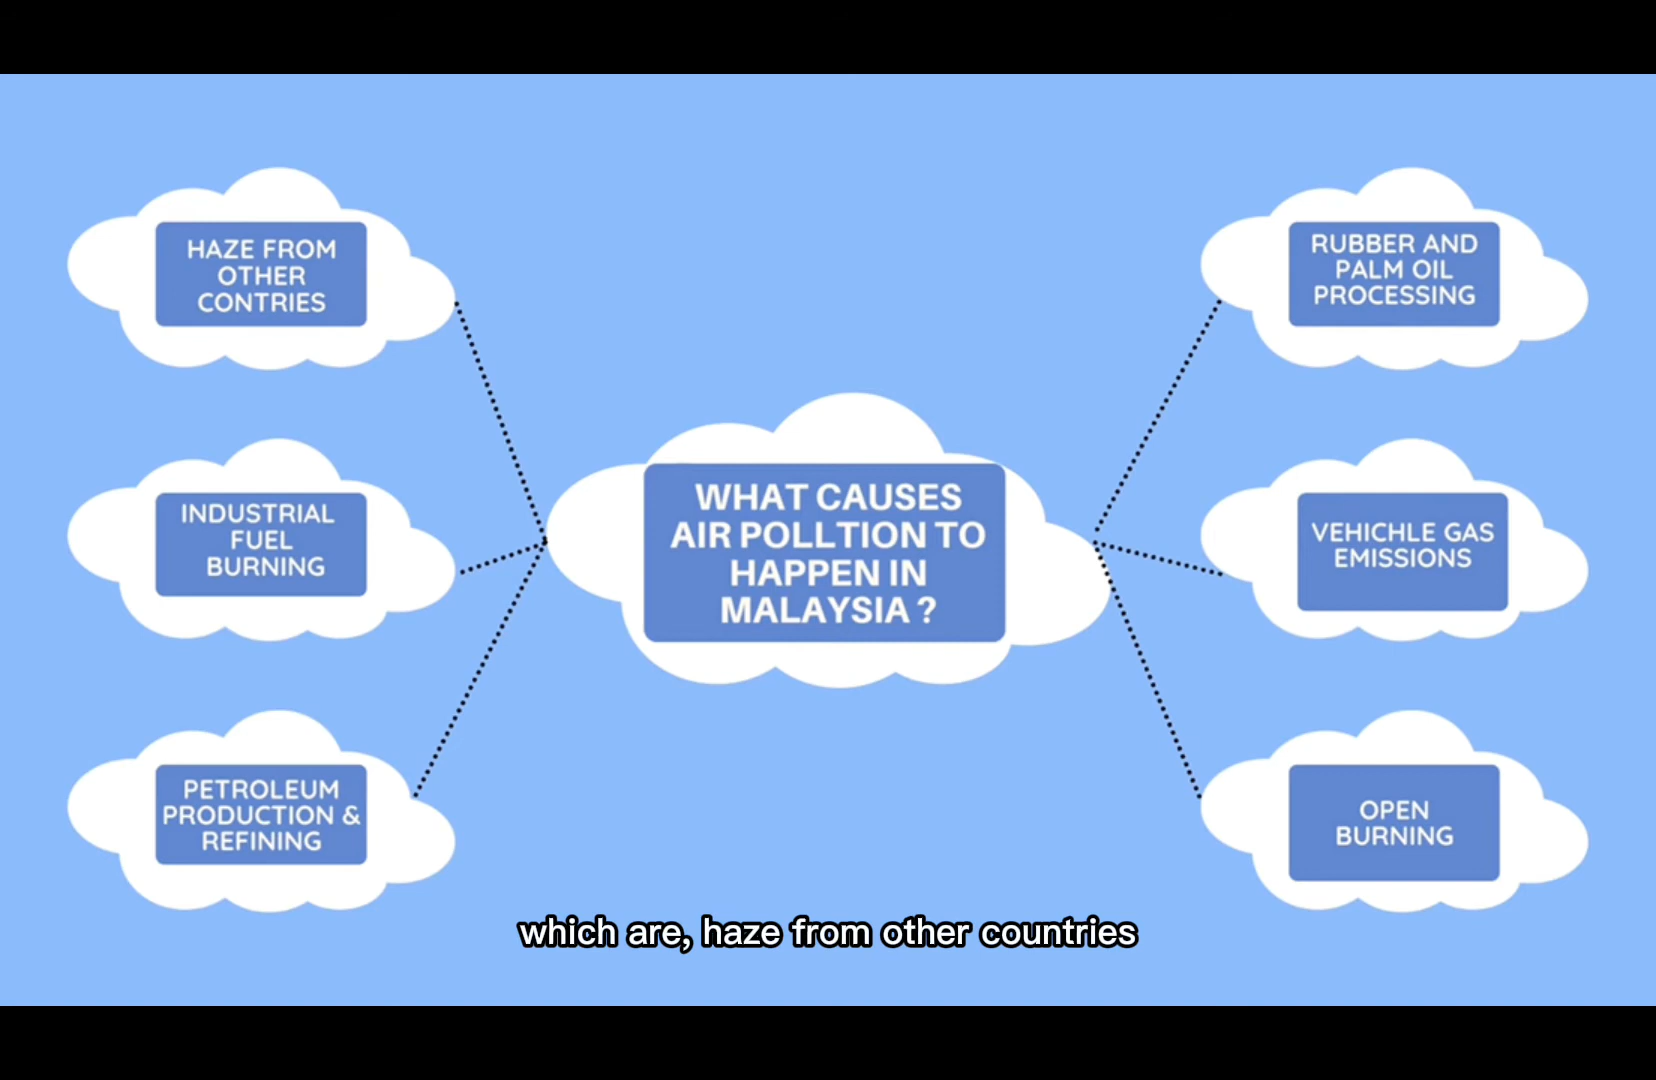 HAZE FROM
OTHER
CONTRIES
INDUSTRIAL
FUEL
BURNING
PETROLEUM
PRODUCTION &
REFINING
WHAT CAUSES
AIR POLLTION TO
HAPPEN IN
MALAYSIA ?
RUBBER AND
PALM OIL
PROCESSING
VEHICHLE GAS
EMISSIONS
OPEN
BURNING
which are, haze from other countries